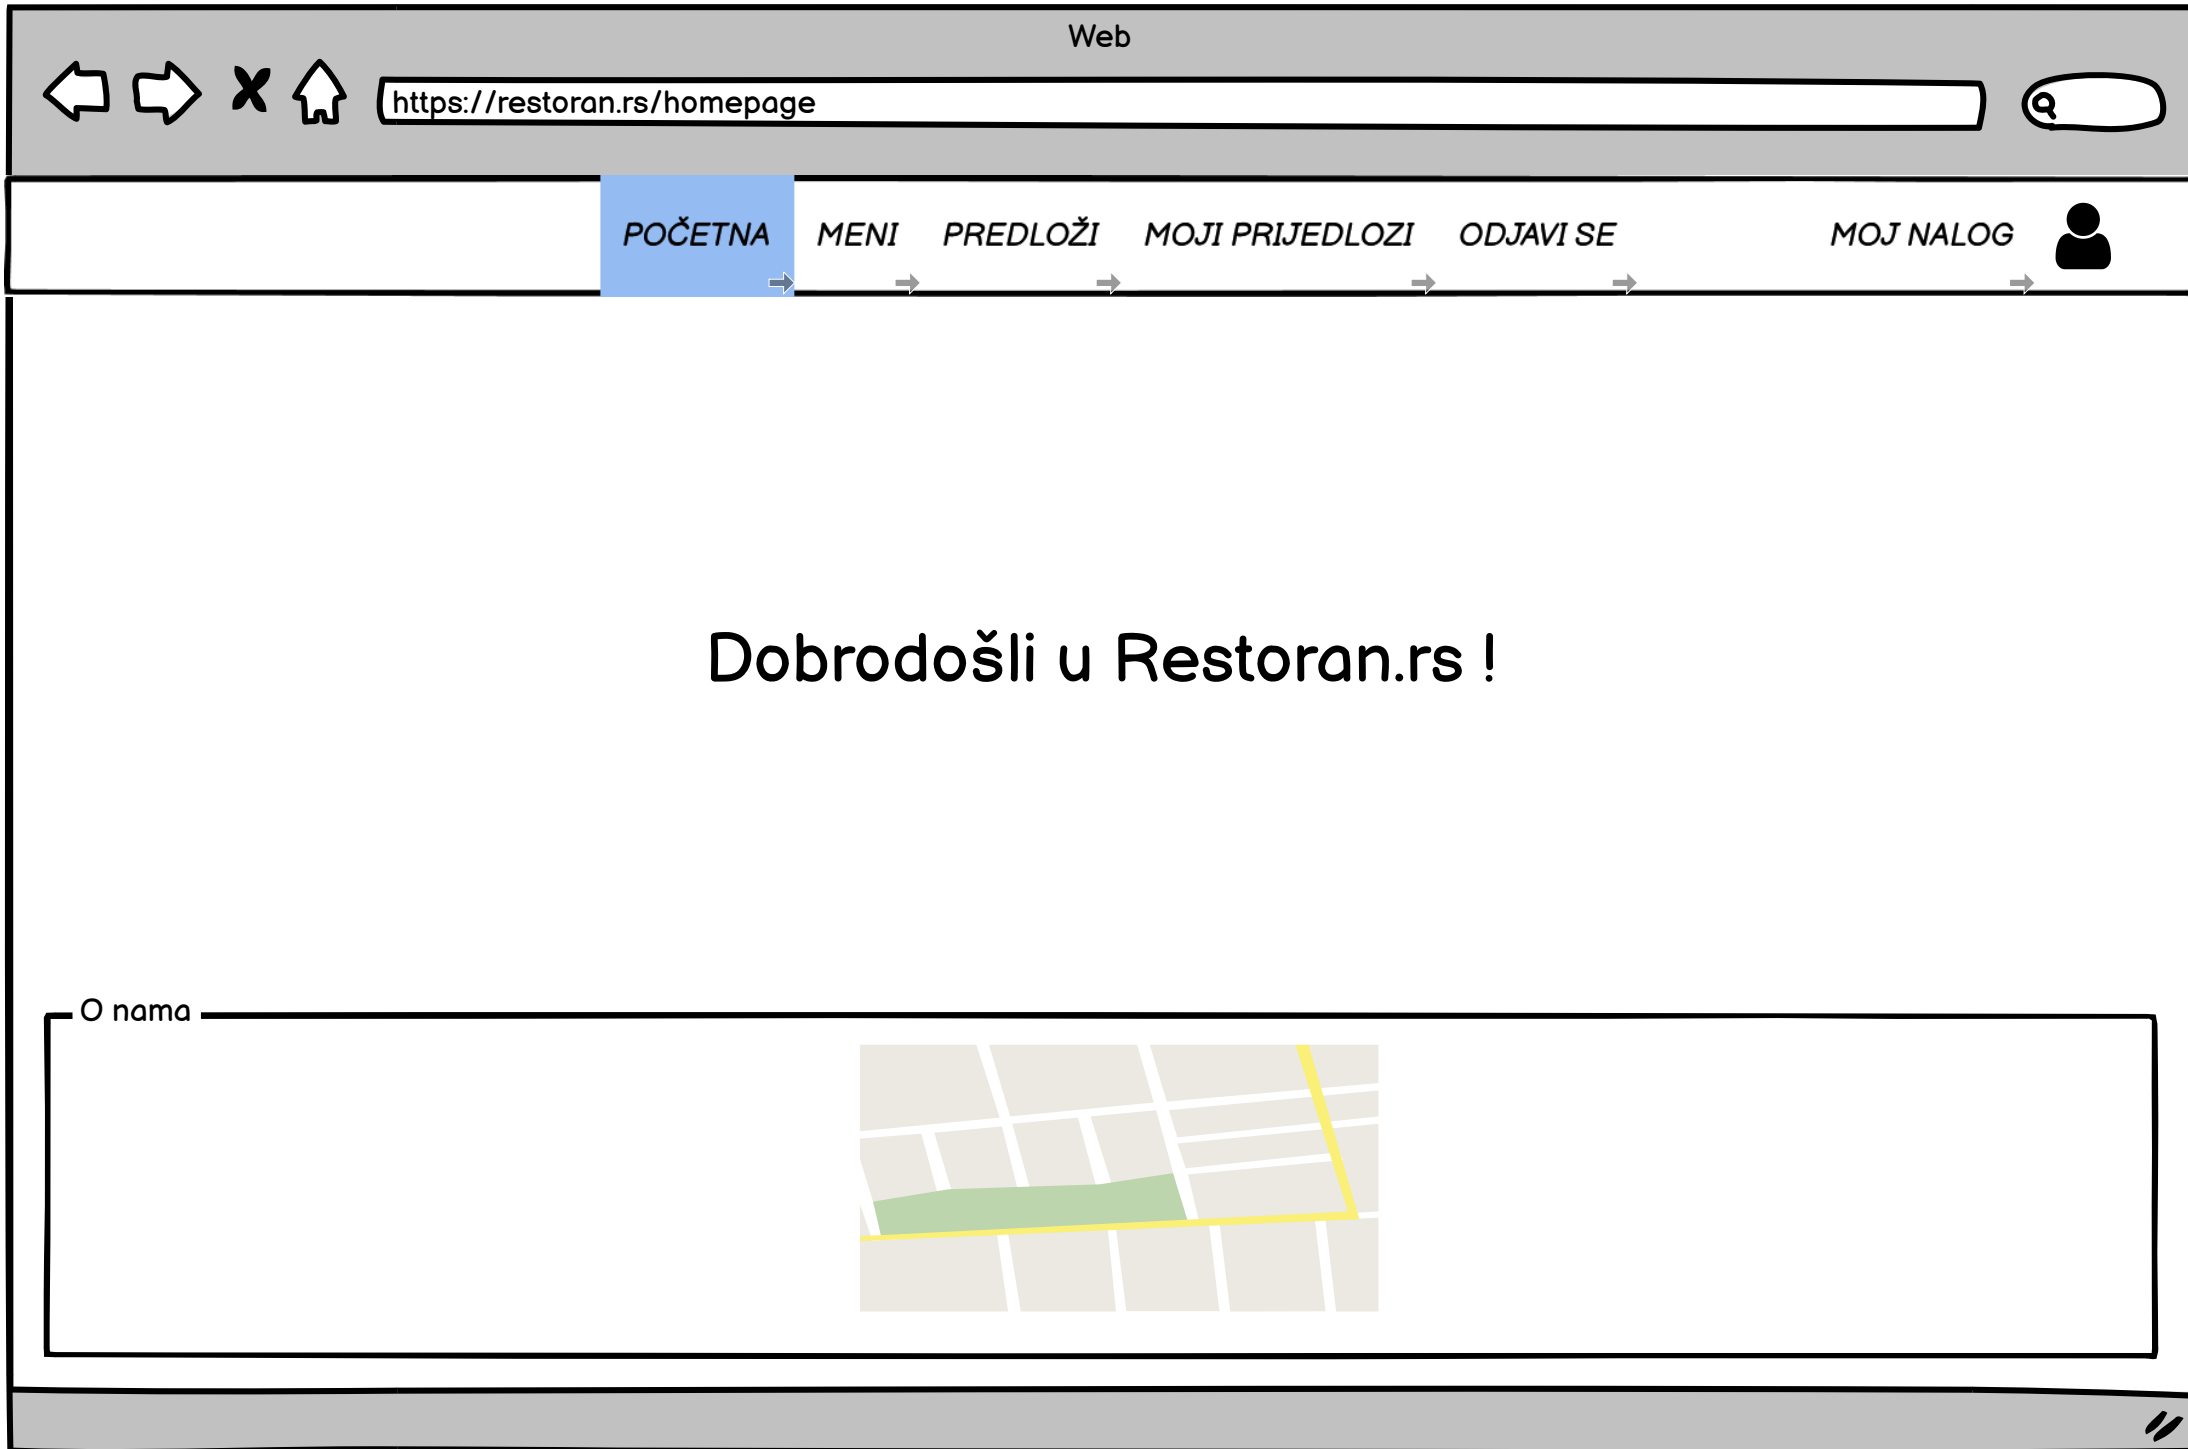 Web
https://restoran.rs/homepage
POČETNA MENI PREDLOŽI MOJI PRIJEDLOZI ODJAVI SE MOJ NALOG
Dobrodošli u Restoran.rs !
O nama